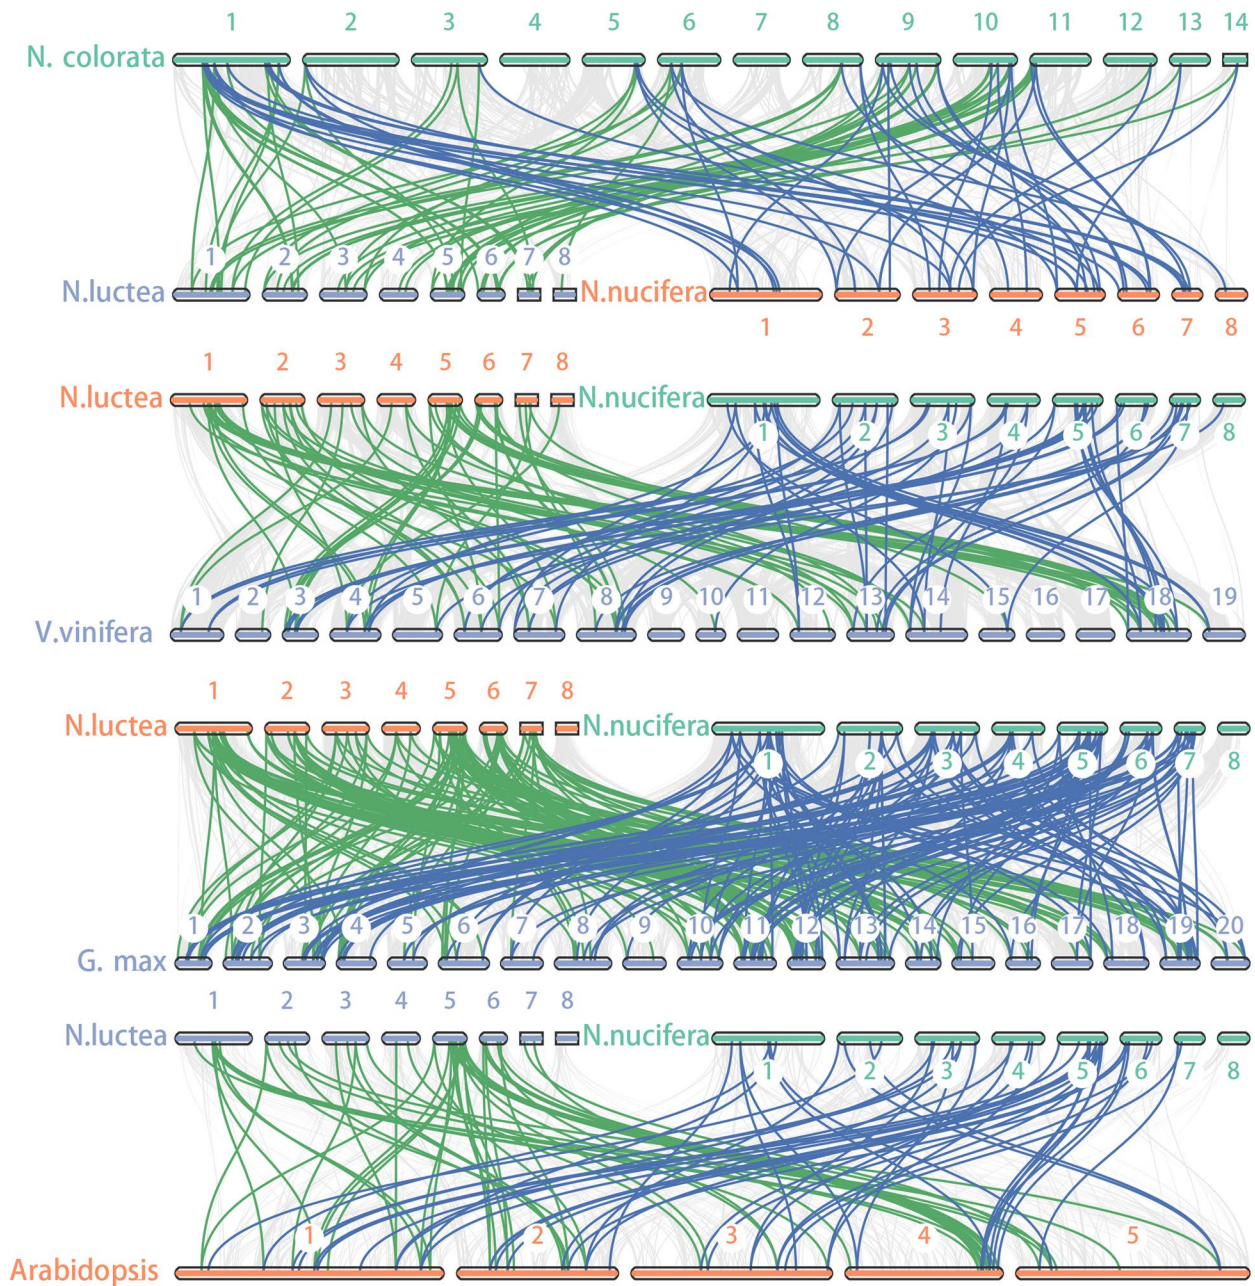 1 2 3 4 5 6 7 8 9 10 11 12 13 14
N. colorata
1 2 3 4 5 6 7 8
N.luctea N.nucifera
1 2 3 4 5 6 7 8
1 2 3 4 5 6 7 8
N.luctea N.nucifera
1 2 3 4 5 6 7 8
1 2 3 4 5 6 7 8 9 10 11 12 13 14 15 16 17 18 19
V.vinifera
1 2 3 4 5 6 7 8
N.luctea N.nucifera
1 2 3 4 5 6 7 8
1 2 3 4 5 6 7 8 9 10 11 12 13 14 15 16 17 18 19 20
G. max
1 2 3 4 5 6 7 8
N.luctea N.nucifera
1 2 3 4 5 6 7 8
1 2 3 4 5
Arabidopsis